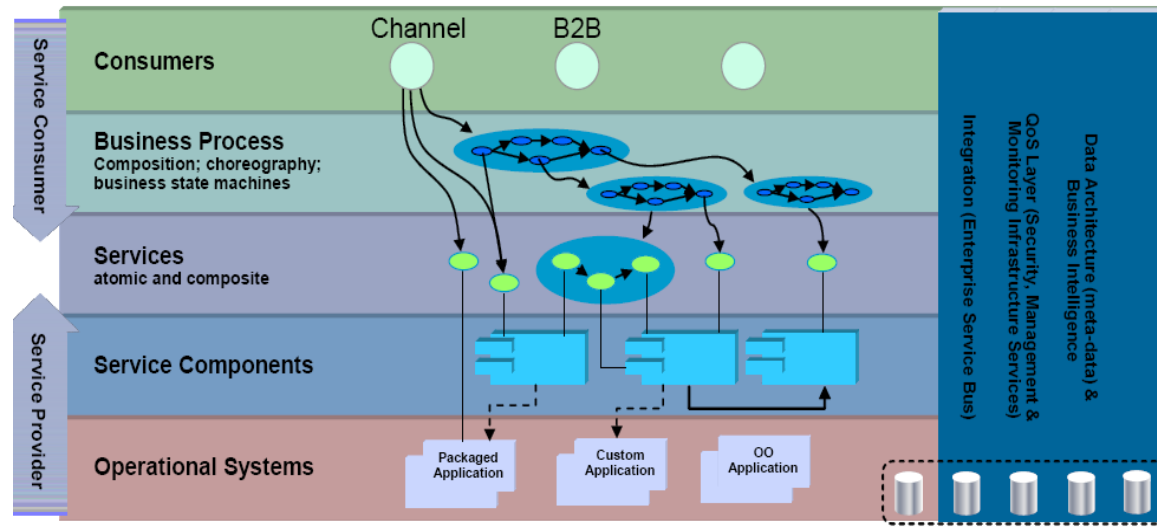 Service Consumer
Service Provider
Channel
B2B
Consumers
Business Process
Composition; choreography;
business state machines
Services
atomic and composite
Service Components
Operational Systems
Packaged
Application
Custom
Application
OO
Application
Integration (Enterprise Service Bus)
QoS Layer (Security, Management &
Monitoring Infrastructure Services)
Data Architecture (meta-data) &
Business Intelligence